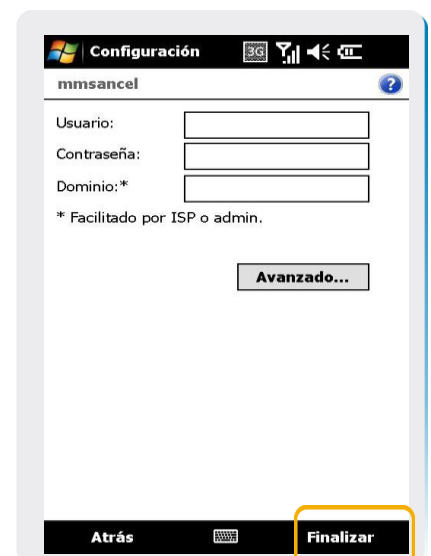 Configuración 3G
mmsancel
Usuario:
Contraseña:
Dominio:*
* Facilitado por ISP o admin.
Avanzado...
Atrás Finalizar